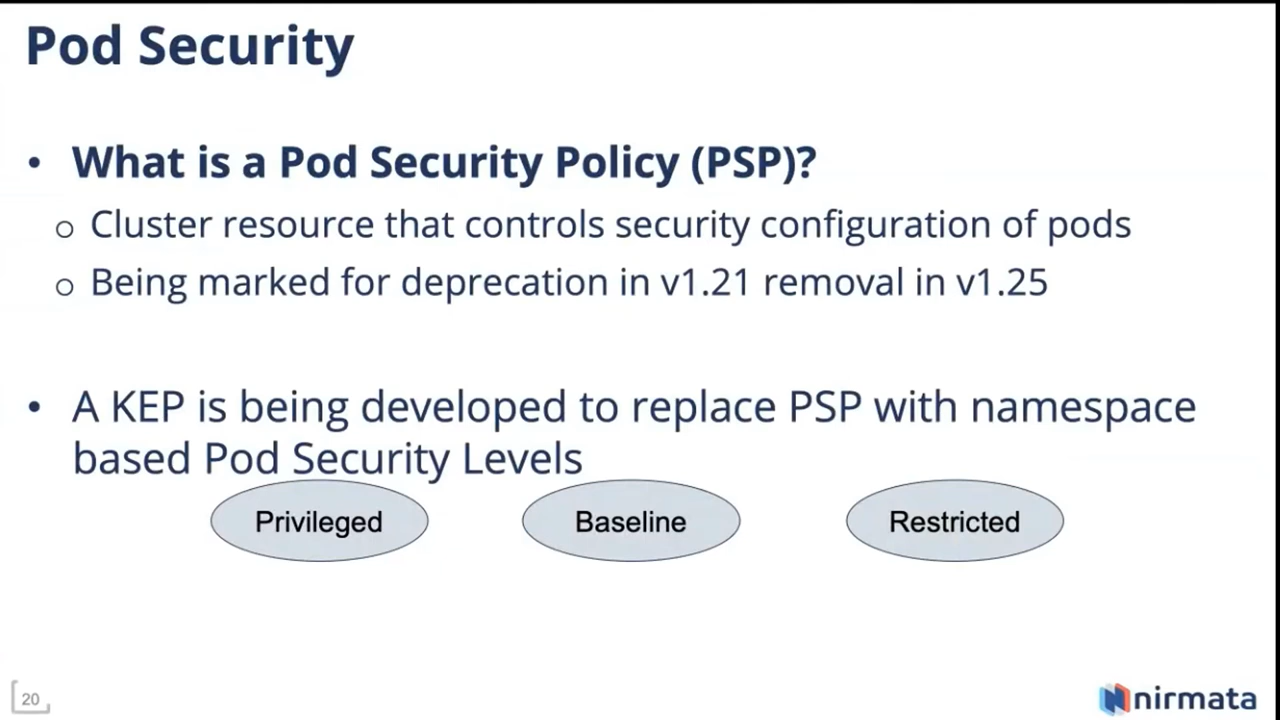 Pod Security
• What is a Pod Security Policy (PSP)?
o Cluster resource that controls security configuration of pods
o Being marked for deprecation in v1.21 removal in v1.25
• A KEP is being developed to replace PSP with namespace
based Pod Security Levels
Privileged Baseline Restricted
20
nirmata